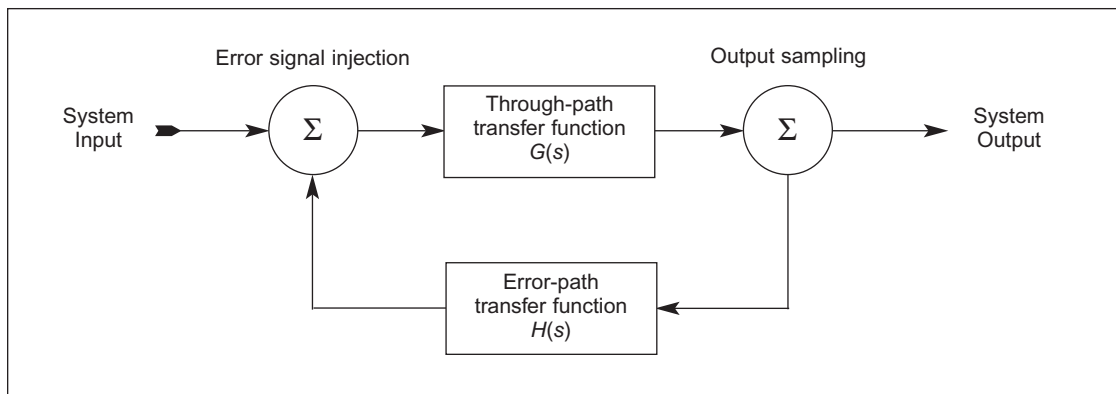 Error signal injection
Output sampling
System
Input
Σ
Through-path
transfer function
G(s)
Σ
System
Output
Error-path
transfer function
H(s)